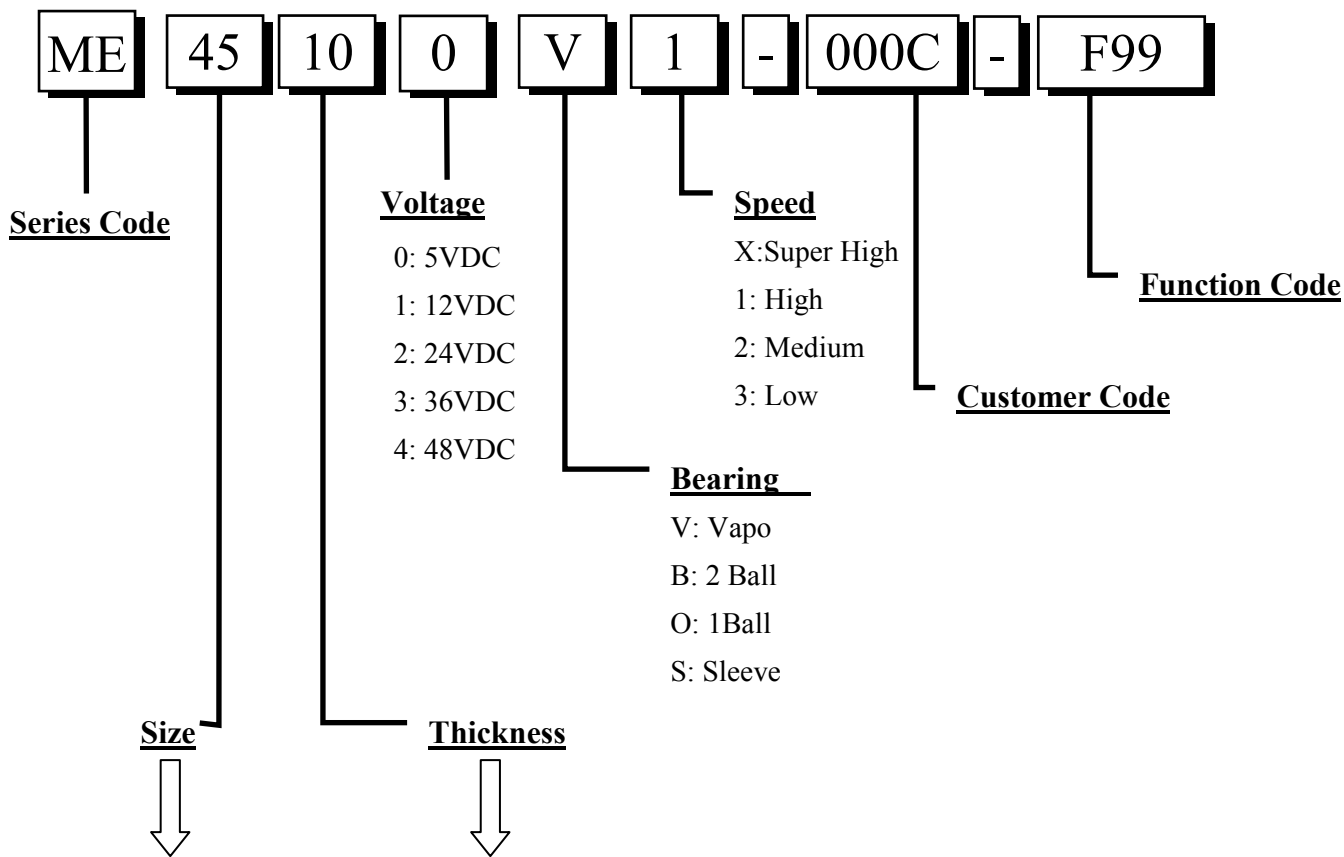 ME 45 10 0 V 1 - 000C - F99
Series Code
Voltage
0: 5VDC
1: 12VDC
2: 24VDC
3: 36VDC
4: 48VDC
Speed
X:Super High
1: High
2: Medium
3: Low
Function Code
Customer Code
Bearing
V: Vapo
B: 2 Ball
O: 1Ball
S: Sleeve
Size
Thickness